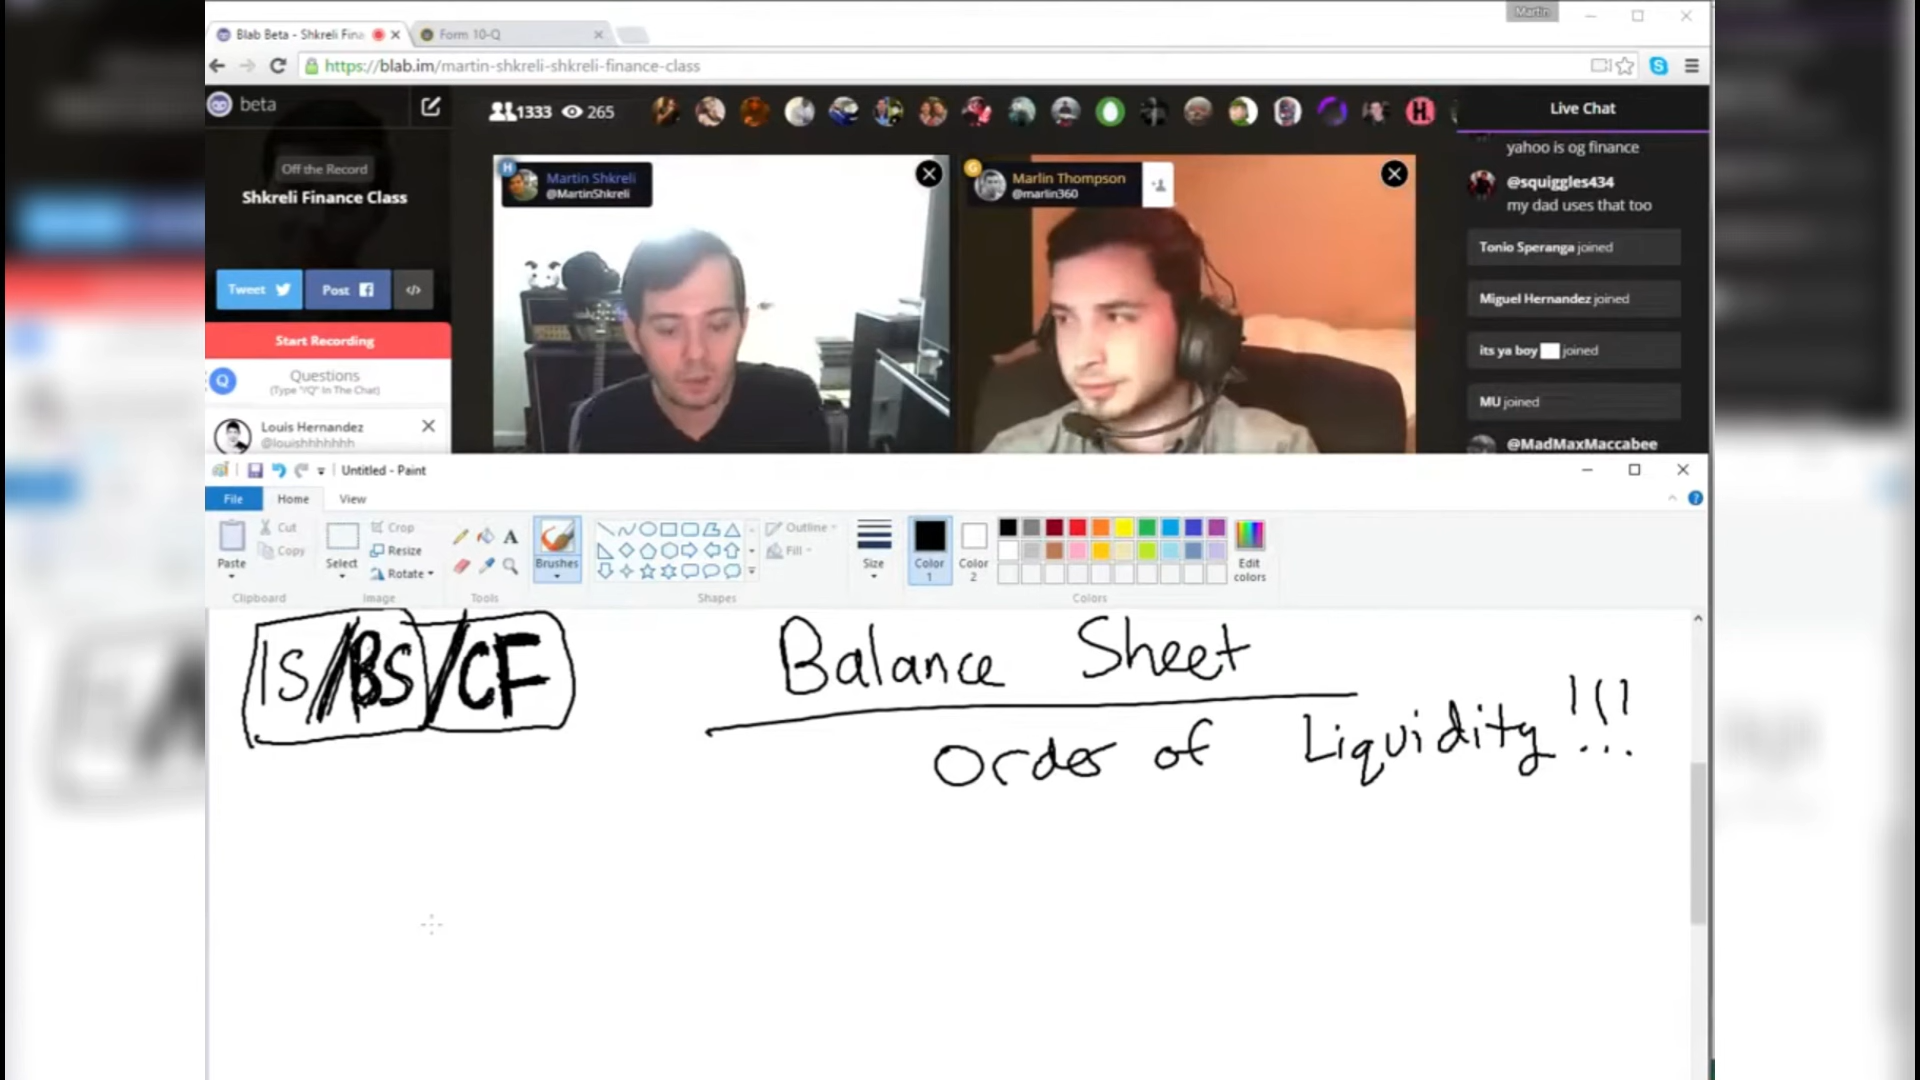 Martin
Blab Beta - Shkreli Fina
Form 10-Q
https://blab.im/martin-shkreli-shkreli-finance-class
beta
1333 265
H.
Live Chat
yahoo is og finance
@squiggles434
my dad uses that too
Tonio Speranga joined
Miguel Hernandez joined
its ya boy joined
MU joined
@MadMaxMaccabee
Off the Record
Shkreli Finance Class
Tweet
Post
</>
Start Recording
Q
Questions
(Type "/Q" In The Chat)
Louis Hernandez
@louishhhhhhh
H
Martin Shkreli
@MartinShkreli
G
Marlin Thompson
@marlin360
Untitled - Paint
File Home View
Paste
Cut
Copy
Clipboard
Select
Crop
Resize
Rotate
Image
A
Tools
Brushes
Shapes
Outline
Fill
Size
Color 1
Color 2
Edit colors
Colors
IS/BS/CF
Balance Sheet
Order of Liquidity!!!
...